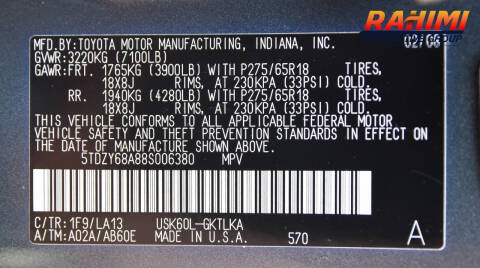 RAHIMI
GROUP
MFD.BY: TOYOTA MOTOR MANUFACTURING, INDIANA, INC. 02/08
GVWR: 3220KG (7100LB)
GAWR: FRT. 1765KG (3900LB) WITH P275/65R18 TIRES,
18X8J RIMS, AT 230KPA (33PSI) COLD.
RR. 1940KG (4280LB) WITH P275/65R18 TIRES,
18X8J RIMS, AT 230KPA (33PSI) COLD.
THIS VEHICLE CONFORMS TO ALL APPLICABLE FEDERAL MOTOR
VEHICLE SAFETY AND THEFT PREVENTION STANDARDS IN EFFECT ON
THE DATE OF MANUFACTURE SHOWN ABOVE.
5TDZY68A88S006380 MPV
C/TR: 1F9/LA13 USK60L-GKTLKA
A/TM: A02A/AB60E MADE IN U.S.A. 570 A